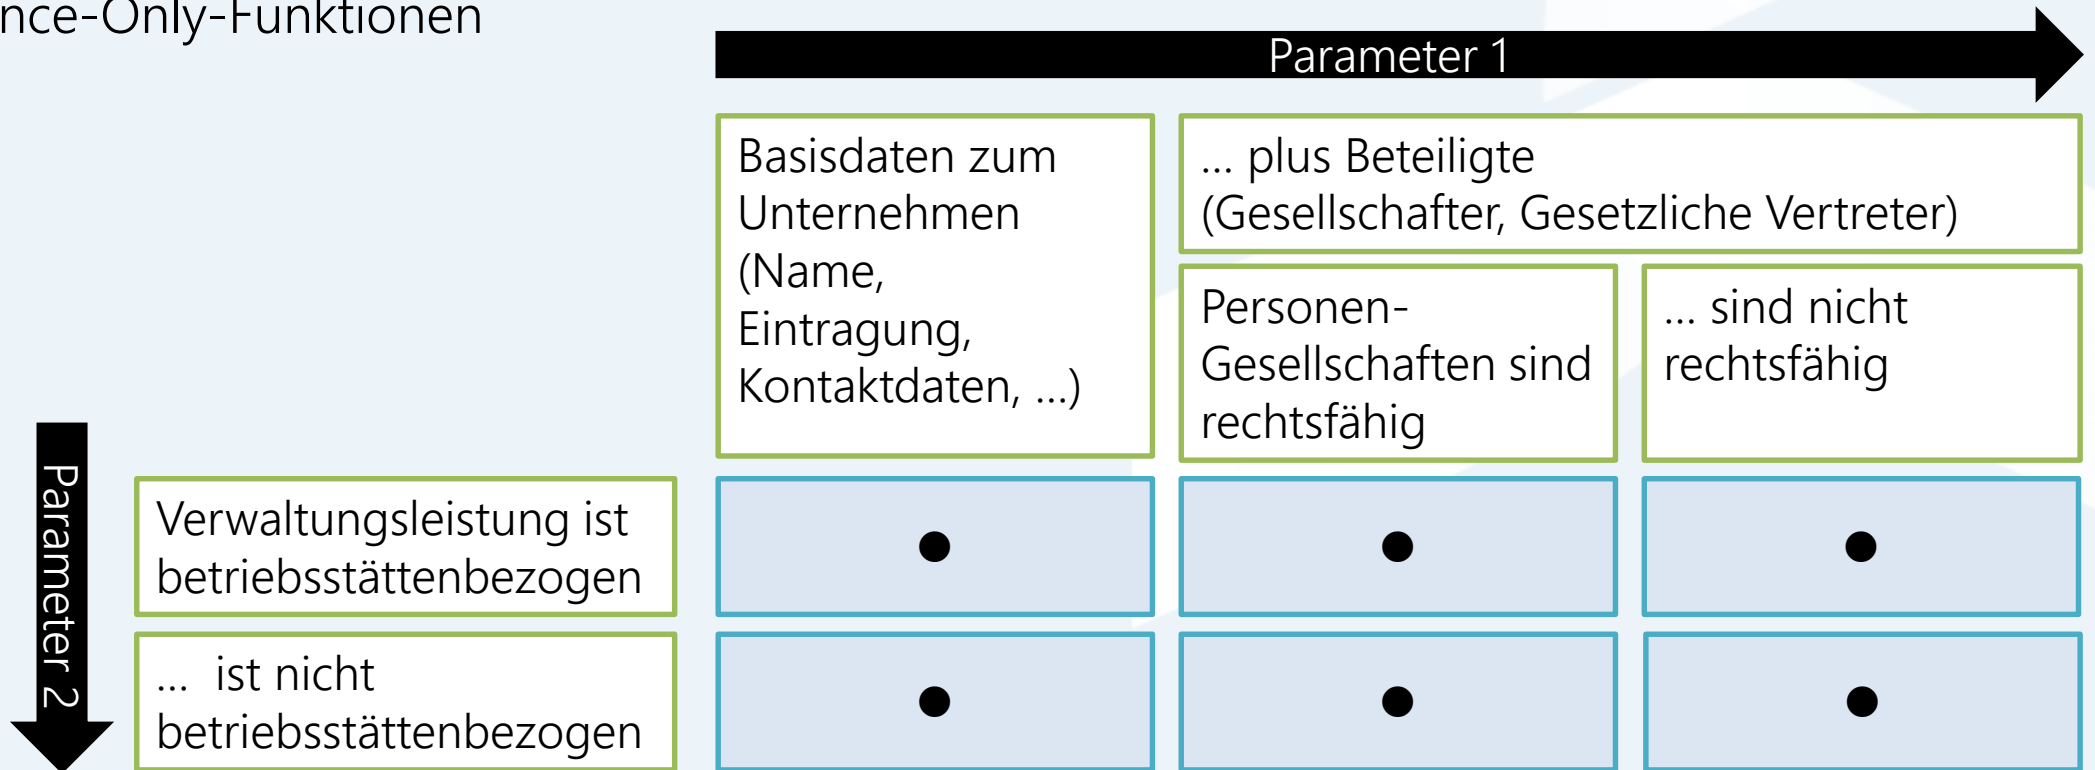 nce-Only-Funktionen
Parameter 1
Basisdaten zum
Unternehmen
(Name,
Eintragung,
Kontaktdaten, ...)
... plus Beteiligte
(Gesellschafter, Gesetzliche Vertreter)
Personen-
Gesellschaften sind
rechtsfähig
... sind nicht
rechtsfähig
Parameter 2
Verwaltungsleistung ist
betriebsstättenbezogen
... ist nicht
betriebsstättenbezogen